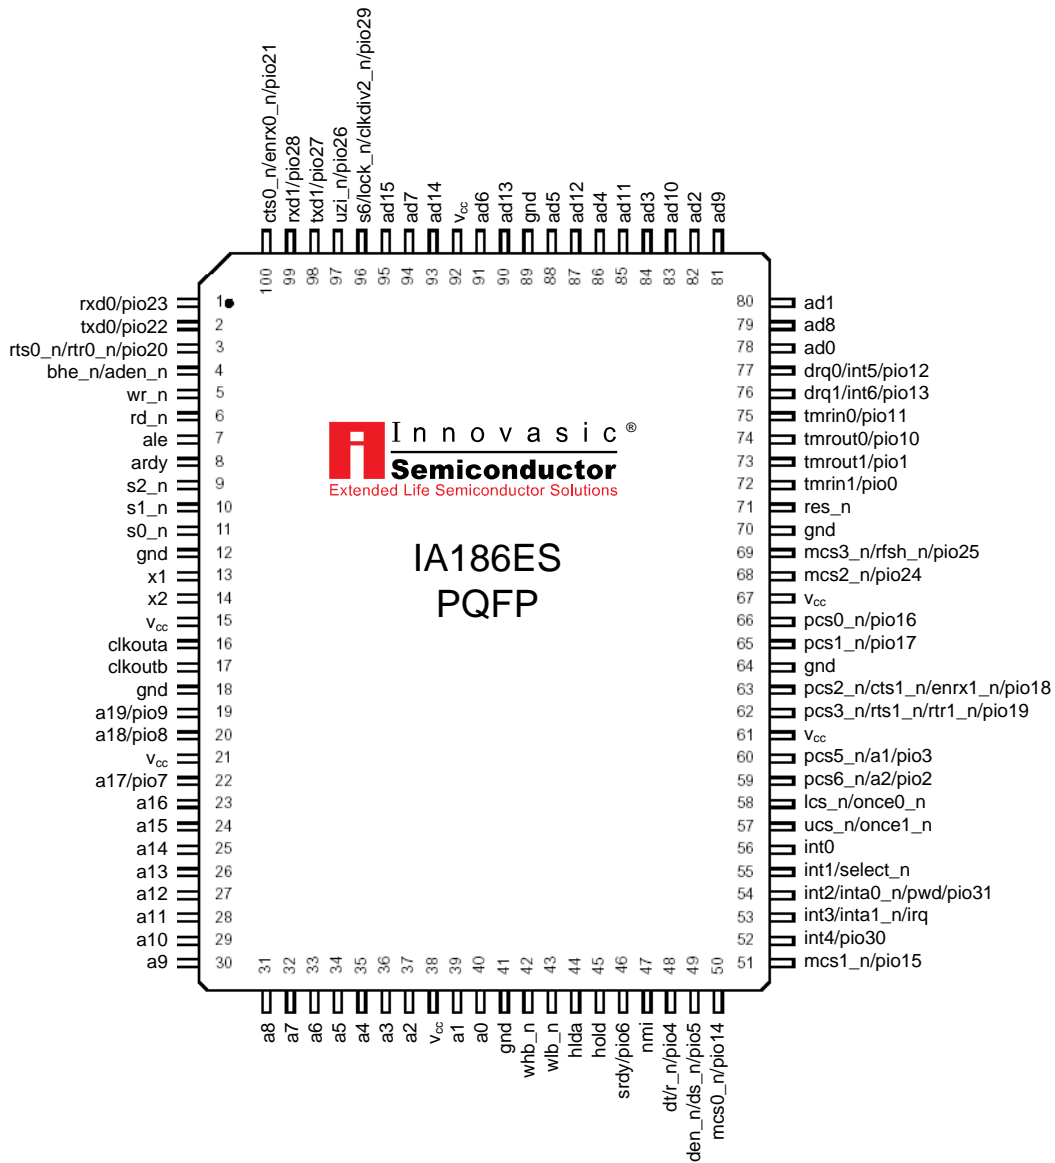 cts0_n/enrx0_n/pio21
rxd1/pio28
txd1/pio27
uzi_n/pio26
s6/lock_n/clkdiv2_n/pio29
ad15
ad7
ad14
vcc
ad6
ad13
gnd
ad5
ad12
ad4
ad11
ad3
ad10
ad2
ad9
100
99
98
97
96
95
94
93
92
91
90
89
88
87
86
85
84
83
82
81
rxd0/pio23 1
txd0/pio22 2
rts0_n/rtr0_n/pio20 3
bhe_n/aden_n 4
wr_n 5
rd_n 6
ale 7
ardy 8
s2_n 9
s1_n 10
s0_n 11
gnd 12
x1 13
x2 14
vcc 15
clkouta 16
clkoutb 17
gnd 18
a19/pio9 19
a18/pio8 20
vcc 21
a17/pio7 22
a16 23
a15 24
a14 25
a13 26
a12 27
a11 28
a10 29
a9 30
i Innovasic®
Semiconductor
Extended Life Semiconductor Solutions
IA186ES
PQFP
80 ad1
79 ad8
78 ad0
77 drq0/int5/pio12
76 drq1/int6/pio13
75 tmrin0/pio11
74 tmrout0/pio10
73 tmrout1/pio1
72 tmrin1/pio0
71 res_n
70 gnd
69 mcs3_n/rfsh_n/pio25
68 mcs2_n/pio24
67 vcc
66 pcs0_n/pio16
65 pcs1_n/pio17
64 gnd
63 pcs2_n/cts1_n/enrx1_n/pio18
62 pcs3_n/rts1_n/rtr1_n/pio19
61 vcc
60 pcs5_n/a1/pio3
59 pcs6_n/a2/pio2
58 lcs_n/once0_n
57 ucs_n/once1_n
56 int0
55 int1/select_n
54 int2/inta0_n/pwd/pio31
53 int3/inta1_n/irq
52 int4/pio30
51 mcs1_n/pio15
31
32
33
34
35
36
37
38
39
40
41
42
43
44
45
46
47
48
49
50
a8
a7
a6
a5
a4
a3
a2
vcc
a1
a0
gnd
whb_n
wlb_n
hlda
hold
srdy/pio6
nmi
dt/r_n/pio4
den_n/ds_n/pio5
mcs0_n/pio14